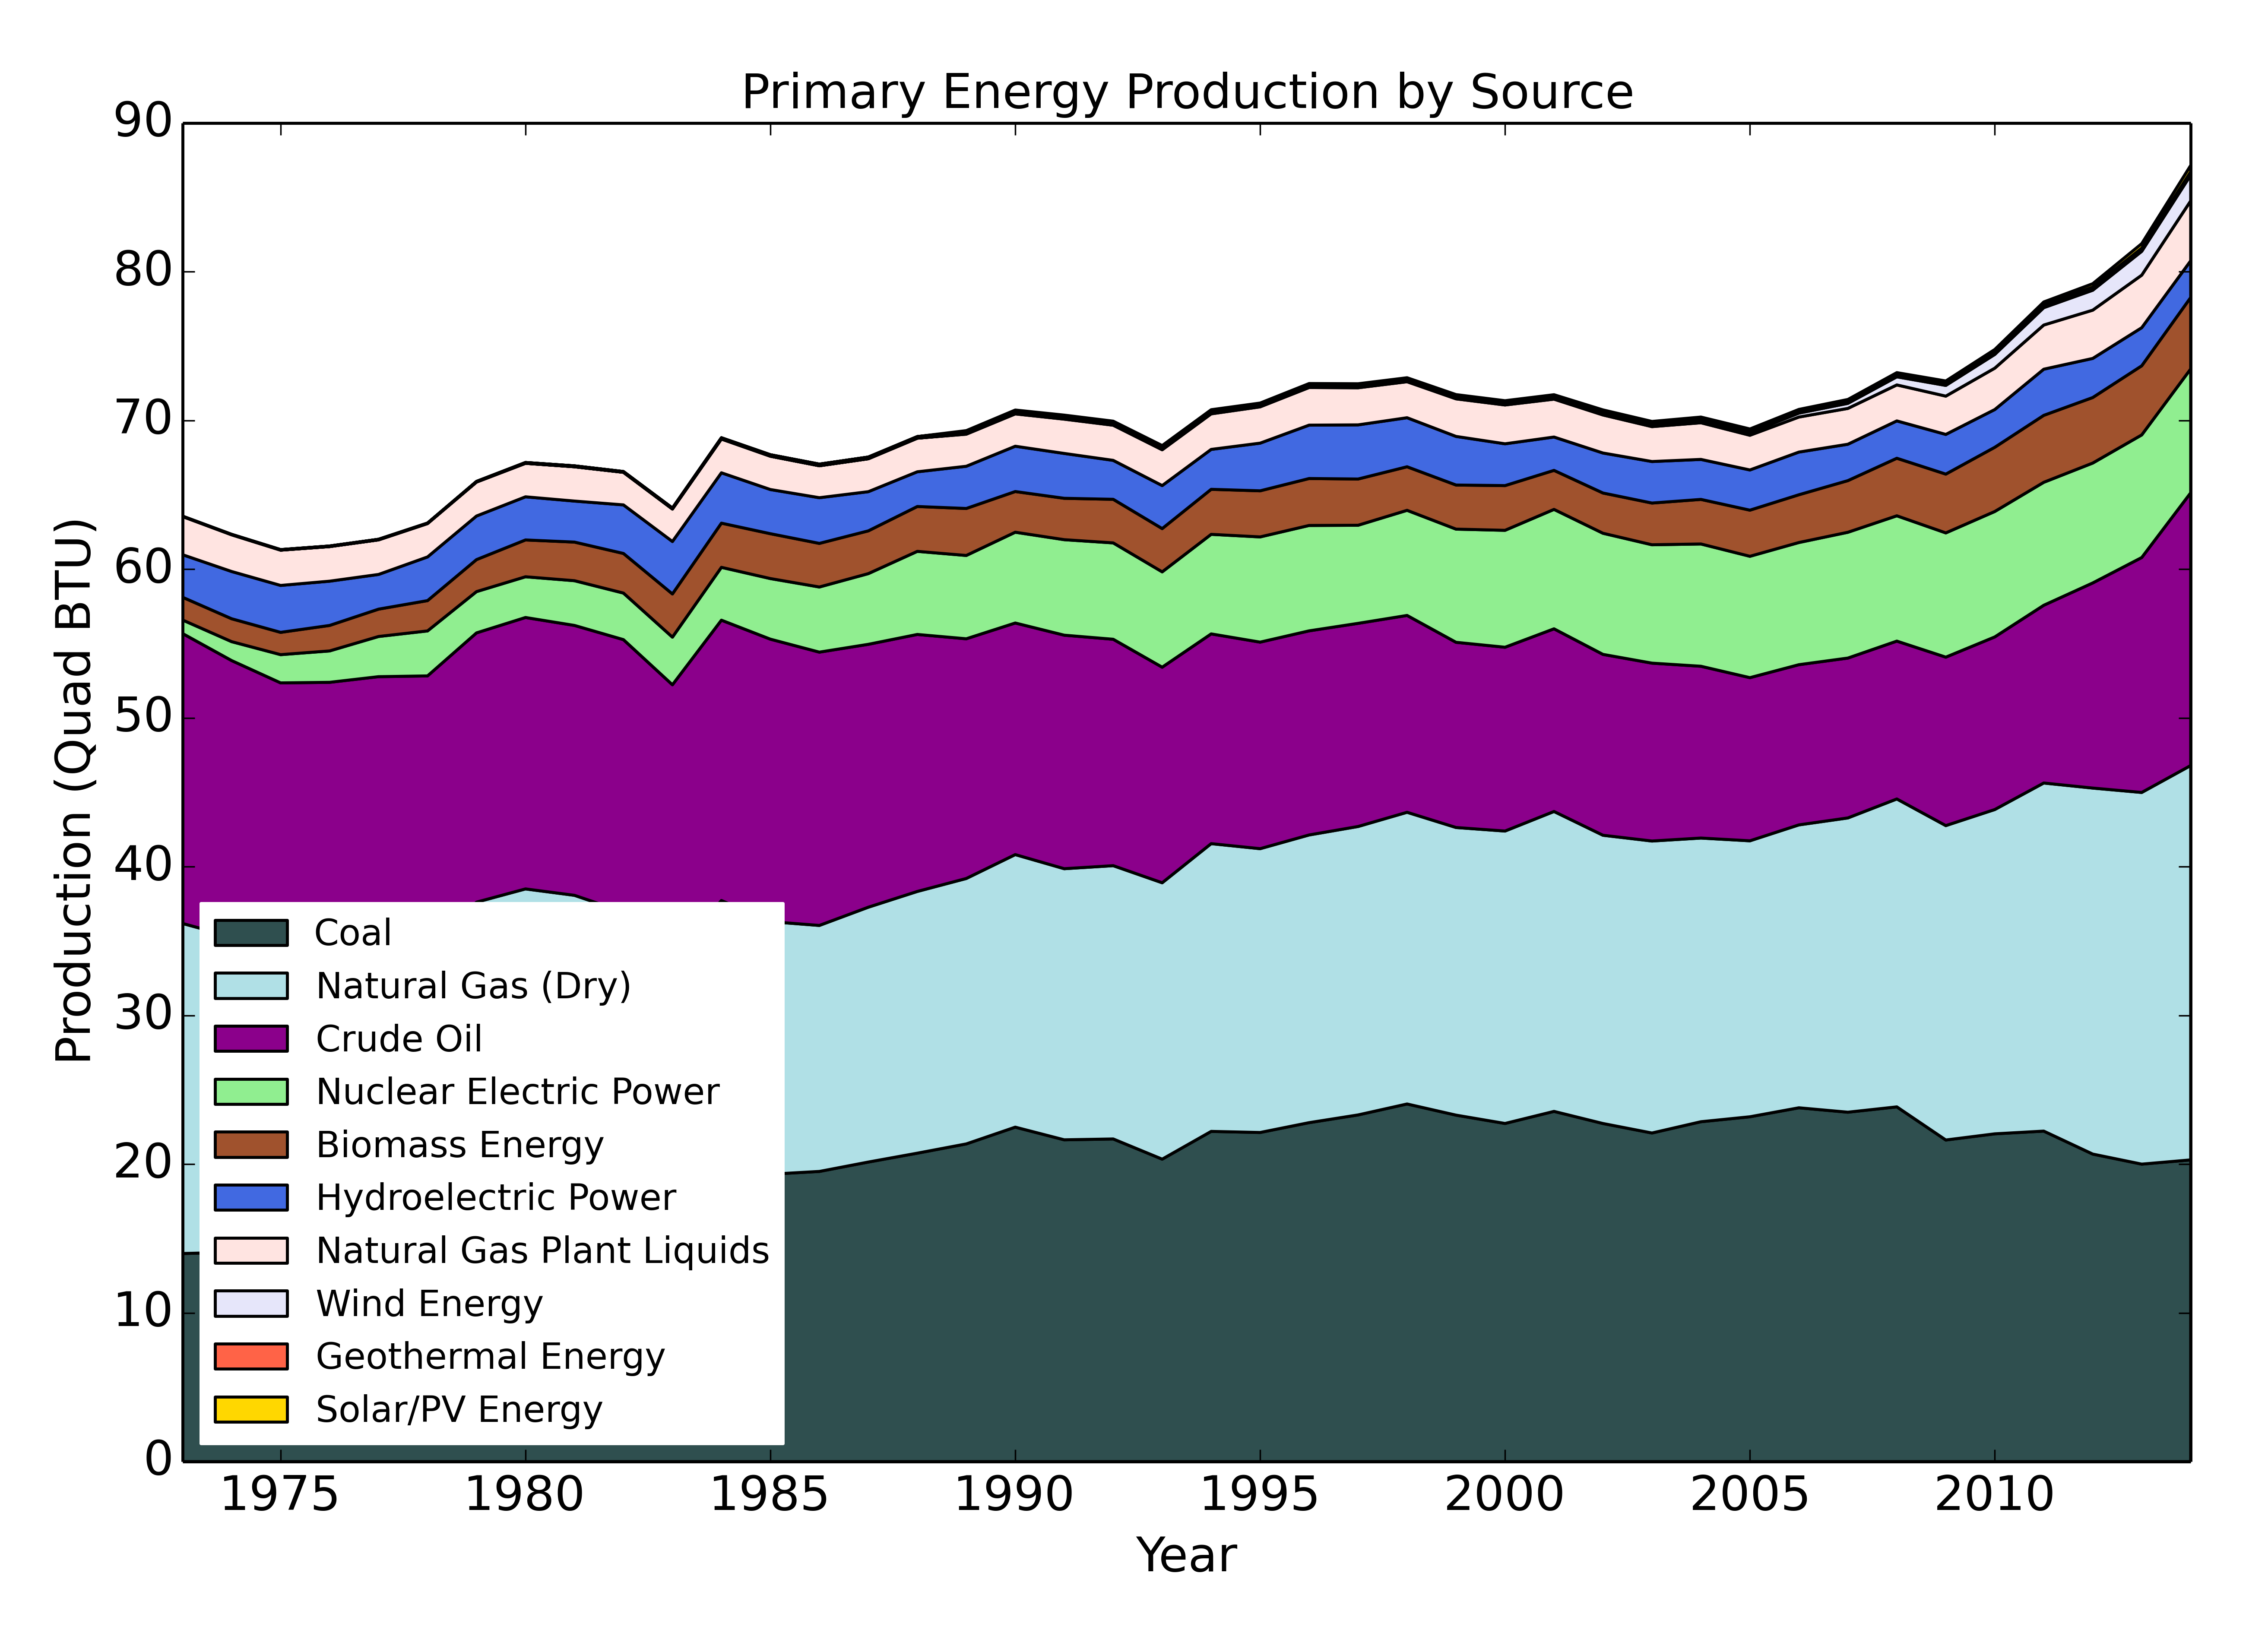 Primary Energy Production by Source
90
80
70
60
50
40
30
20
10
0
Production (Quad BTU)
Coal
Natural Gas (Dry)
Crude Oil
Nuclear Electric Power
Biomass Energy
Hydroelectric Power
Natural Gas Plant Liquids
Wind Energy
Geothermal Energy
Solar/PV Energy
1975 1980 1985 1990 1995 2000 2005 2010
Year